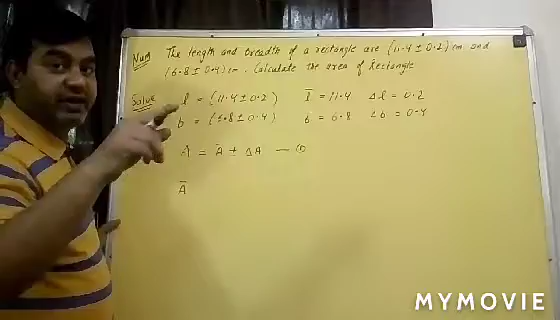 Num The length and breadth of a rectangle are (11.4 ± 0.2) cm and
(6.8 ± 0.4) cm. Calculate the area of Rectangle
Solve l = (11.4 ± 0.2) l̅ = 11.4 Δl = 0.2
b = (6.8 ± 0.4) b = 6.8 Δb = 0.4
A = A̅ ± ΔA — ①
A̅
MYMOVIE